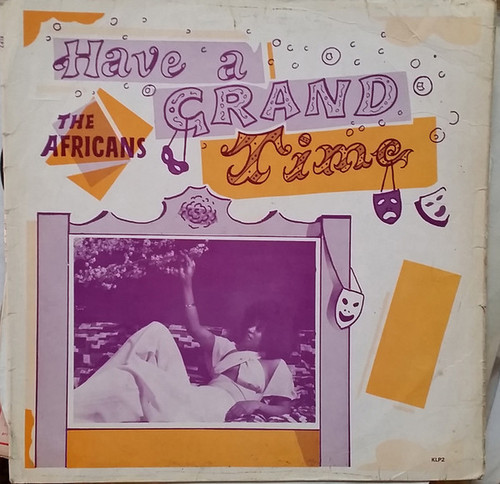 Have a
GRAND
Time
THE
AFRICANS
KLP2